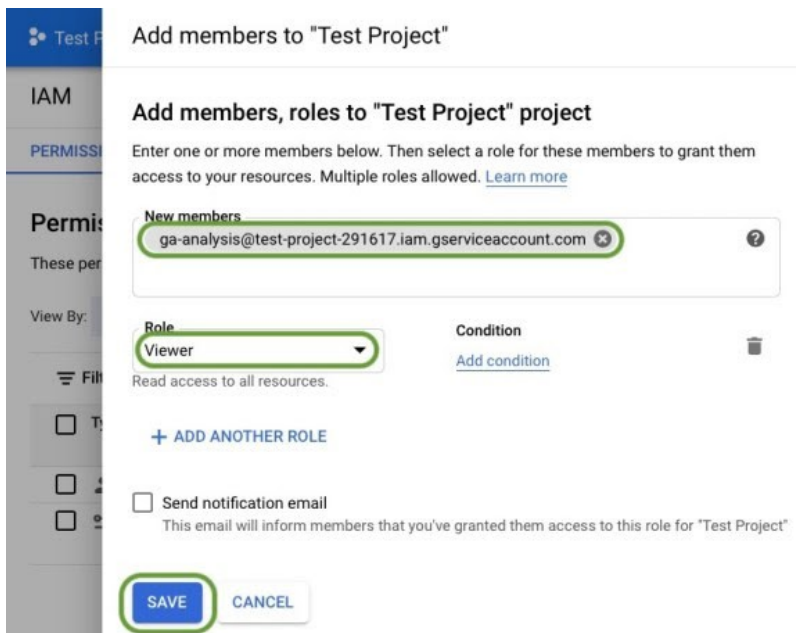 Test P
Add members to "Test Project"
IAM
Add members, roles to "Test Project" project
PERMISSI
Enter one or more members below. Then select a role for these members to grant them
access to your resources. Multiple roles allowed. Learn more
Permis
New members
ga-analysis@test-project-291617.iam.gserviceaccount.com
These per
View By:
Role
Viewer
Condition
Add condition
Read access to all resources.
Filt
Ty
+ ADD ANOTHER ROLE
Send notification email
This email will inform members that you've granted them access to this role for "Test Project"
SAVE
CANCEL